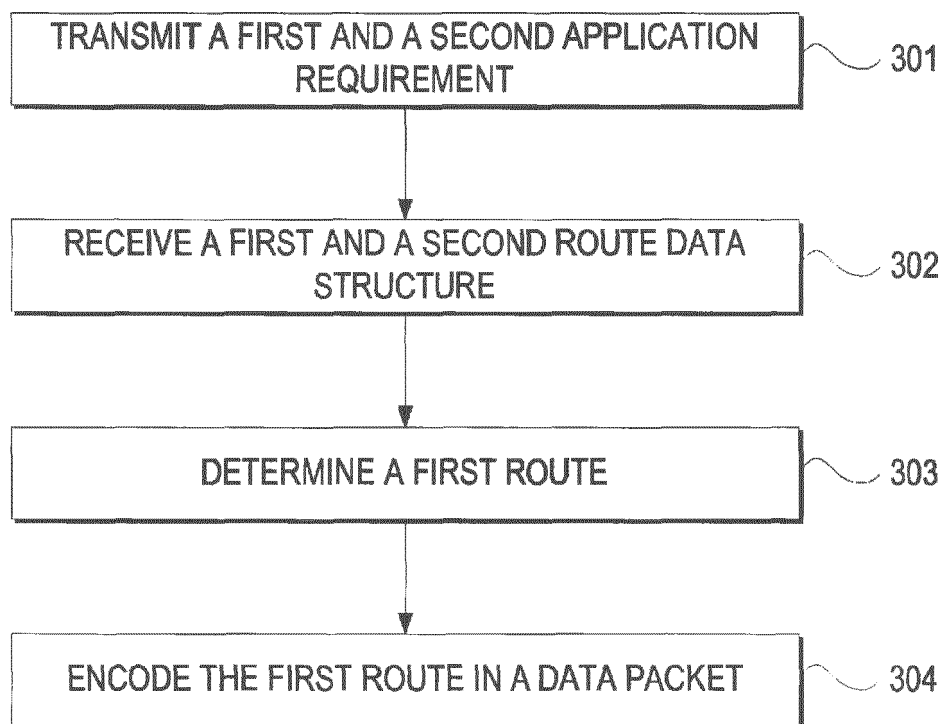 TRANSMIT A FIRST AND A SECOND APPLICATION
REQUIREMENT
301
RECEIVE A FIRST AND A SECOND ROUTE DATA
STRUCTURE
302
DETERMINE A FIRST ROUTE
303
ENCODE THE FIRST ROUTE IN A DATA PACKET
304